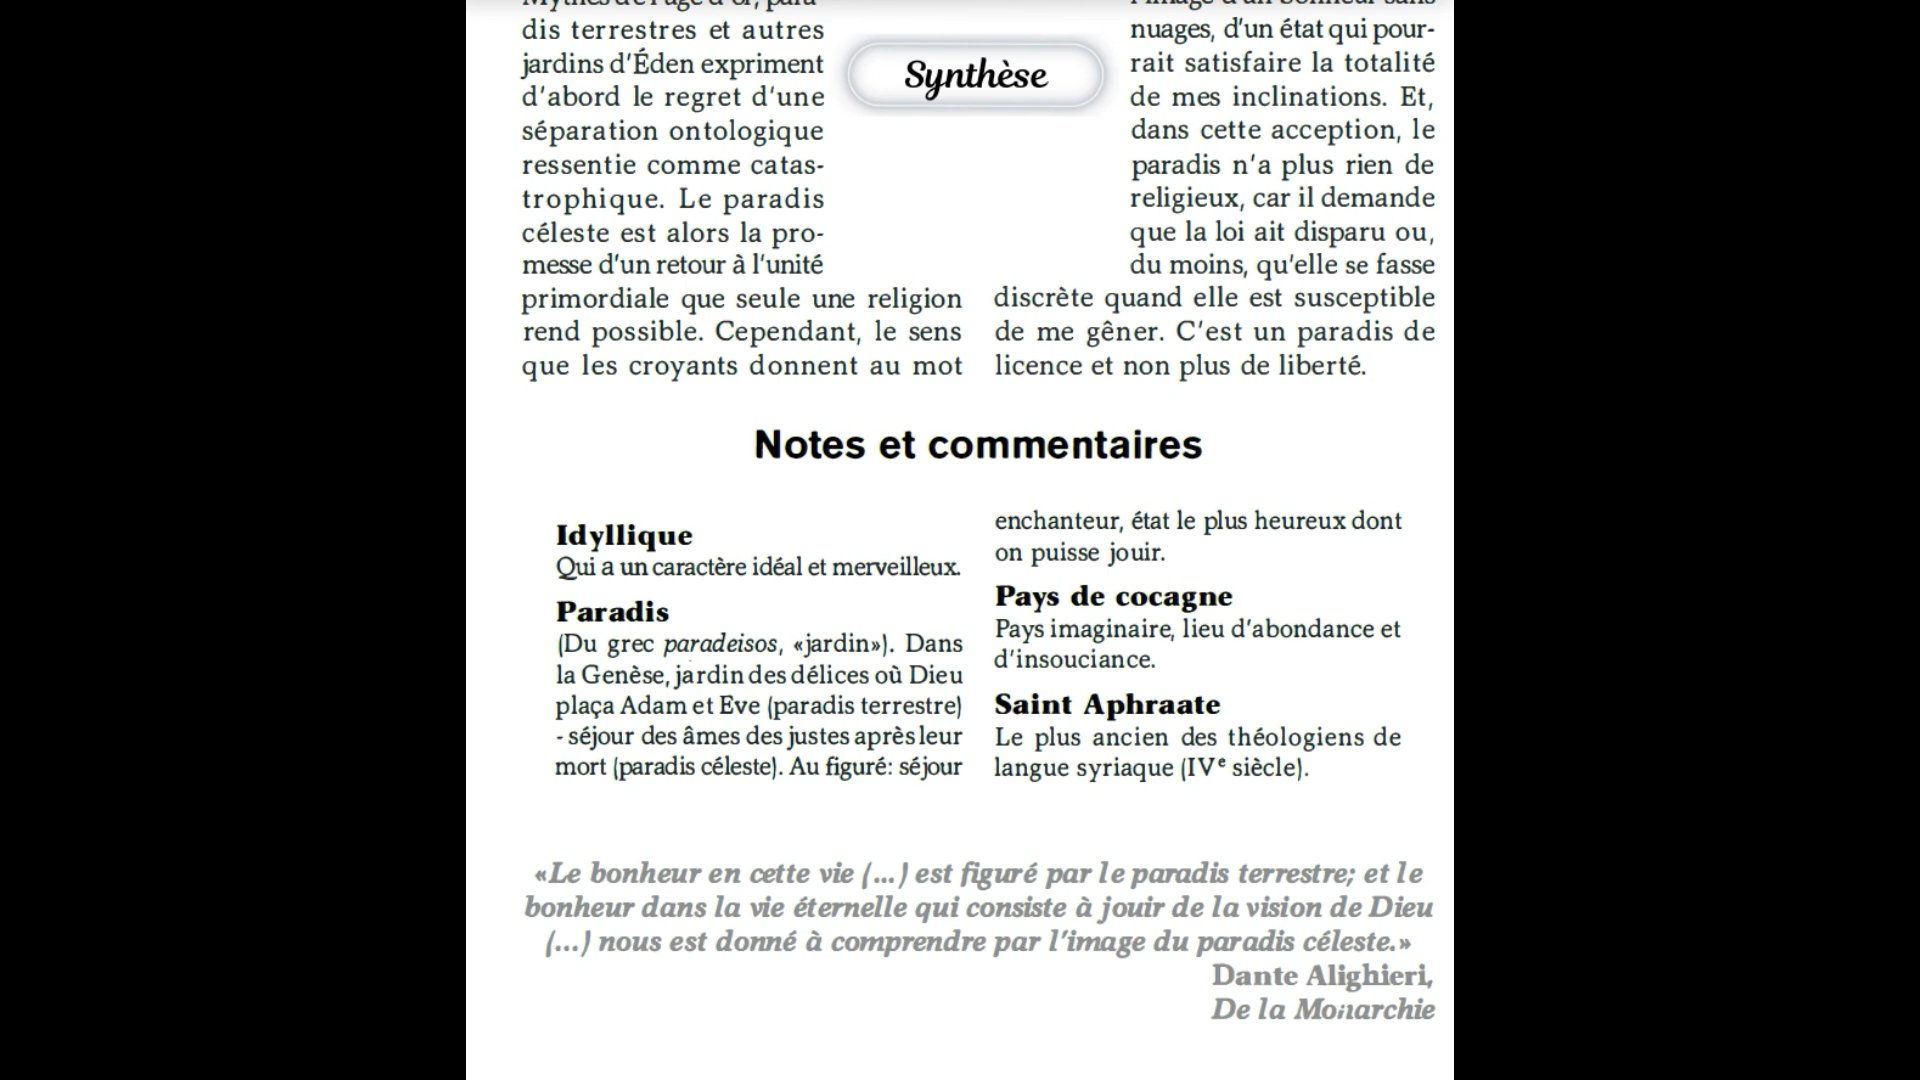 dis terrestres et autres
jardins d'Éden expriment
d'abord le regret d'une
séparation ontologique
ressentie comme catas-
trophique. Le paradis
céleste est alors la pro-
messe d'un retour à l'unité
primordiale que seule une religion
rend possible. Cependant, le sens
que les croyants donnent au mot
Synthèse
nuages, d'un état qui pour-
rait satisfaire la totalité
de mes inclinations. Et,
dans cette acception, le
paradis n'a plus rien de
religieux, car il demande
que la loi ait disparu ou,
du moins, qu'elle se fasse
discrète quand elle est susceptible
de me gêner. C'est un paradis de
licence et non plus de liberté.
Notes et commentaires
Idyllique
Qui a un caractère idéal et merveilleux.
Paradis
(Du grec paradeisos, «jardin»). Dans
la Genèse, jardin des délices où Dieu
plaça Adam et Eve (paradis terrestre)
- séjour des âmes des justes après leur
mort (paradis céleste). Au figuré: séjour
enchanteur, état le plus heureux dont
on puisse jouir.
Pays de cocagne
Pays imaginaire, lieu d'abondance et
d'insouciance.
Saint Aphraate
Le plus ancien des théologiens de
langue syriaque (IVe siècle).
«Le bonheur en cette vie (...) est figuré par le paradis terrestre; et le
bonheur dans la vie éternelle qui consiste à jouir de la vision de Dieu
(...) nous est donné à comprendre par l'image du paradis céleste.»
Dante Alighieri,
De la Monarchie